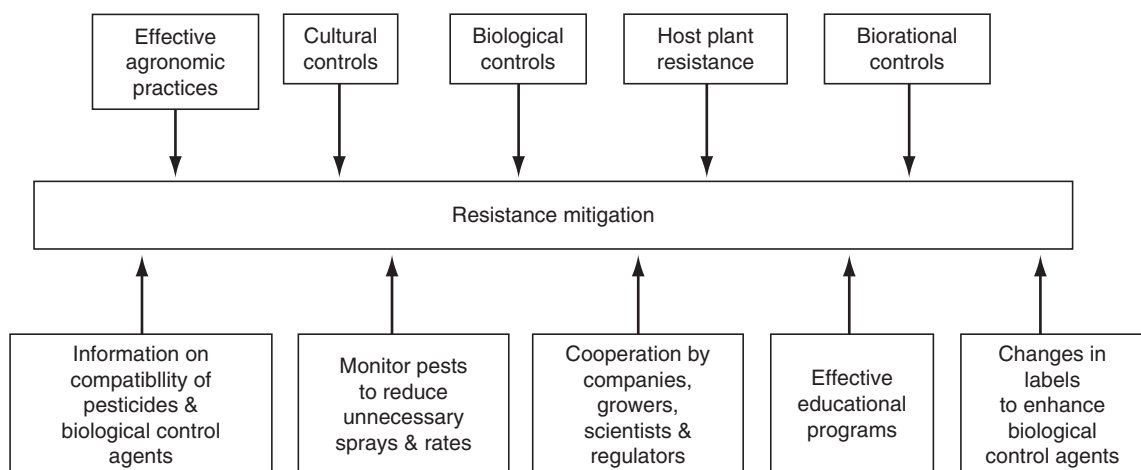 Effective
agronomic
practices
Cultural
controls
Biological
controls
Host plant
resistance
Biorational
controls
Resistance mitigation
Information on
compatibllity of
pesticides &
biological control
agents
Monitor pests
to reduce
unnecessary
sprays & rates
Cooperation by
companies,
growers,
scientists &
regulators
Effective
educational
programs
Changes in
labels
to enhance
biological
control agents